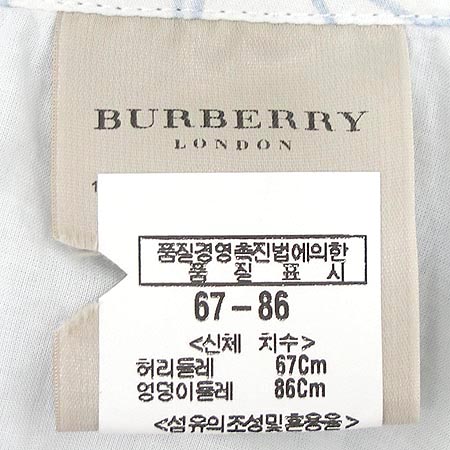 BURBERRY
LONDON
1
품질경영촉진법에의한
품 질 표 시
67-86
<신체 치수>
허리둘레 67Cm
엉덩이둘레 86Cm
<섬유의조성및혼용율>